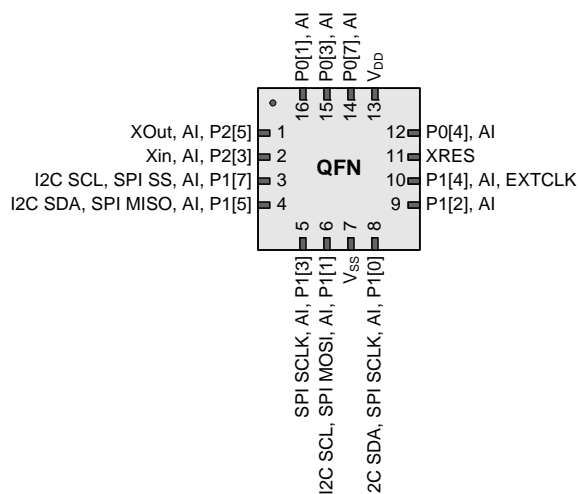 P0[1], AI
P0[3], AI
P0[7], AI
VDD
16
15
14
13
XOut, AI, P2[5] 1
Xin, AI, P2[3] 2
I2C SCL, SPI SS, AI, P1[7] 3
I2C SDA, SPI MISO, AI, P1[5] 4
QFN
12 P0[4], AI
11 XRES
10 P1[4], AI, EXTCLK
9 P1[2], AI
5
6
7
8
SPI SCLK, AI, P1[3]
I2C SCL, SPI MOSI, AI, P1[1]
VSS
2C SDA, SPI SCLK, AI, P1[0]